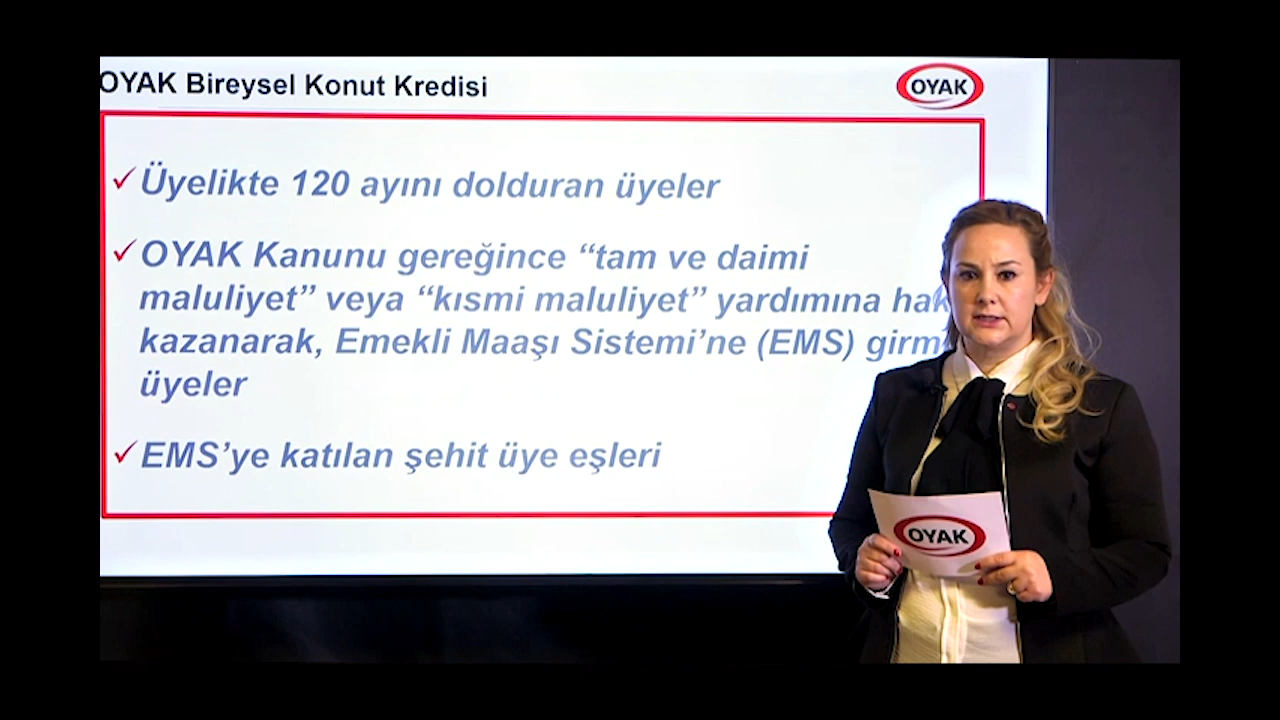 OYAK Bireysel Konut Kredisi
OYAK
Üyelikte 120 ayını dolduran üyeler
OYAK Kanunu gereğince “tam ve daimi
maluliyet” veya “kısmi maluliyet” yardımına hak
kazanarak, Emekli Maaşı Sistemi’ne (EMS)
üyeler
EMS’ye katılan şehit üye eşleri
OYAK